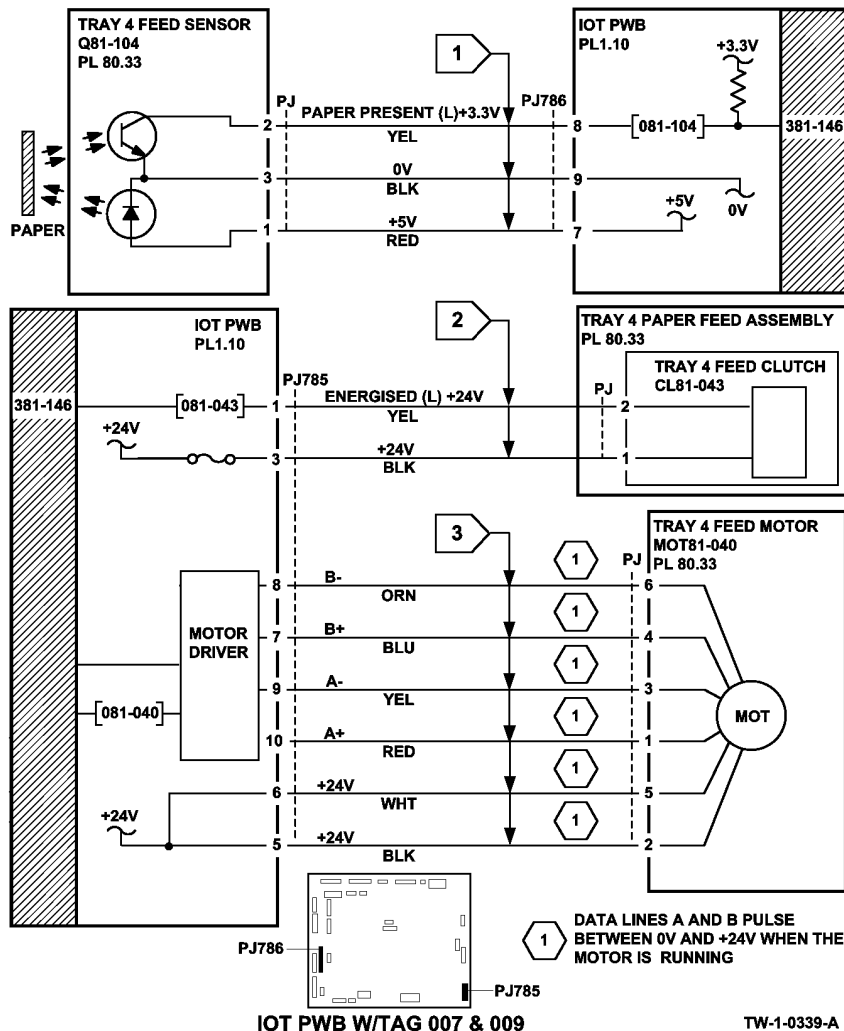 TRAY 4 FEED SENSOR
Q81-104
PL 80.33
1
IOT PWB
PL1.10
+3.3V
PJ
PJ786
2
PAPER PRESENT (L)+3.3V
YEL
8
[081-104]
381-146
3
0V
BLK
9
0V
PAPER
1
+5V
RED
7
+5V
IOT PWB
PL1.10
2
TRAY 4 PAPER FEED ASSEMBLY
PL 80.33
TRAY 4 FEED CLUTCH
CL81-043
PJ785
PJ
381-146
[081-043]
1
ENERGISED (L) +24V
YEL
2
+24V
3
+24V
BLK
1
3
TRAY 4 FEED MOTOR
MOT81-040
PL 80.33
PJ
MOTOR
DRIVER
[081-040]
8
B-
ORN
1
6
7
B+
BLU
1
4
9
A-
YEL
1
3
MOT
10
A+
RED
1
1
+24V
6
+24V
WHT
1
5
5
+24V
BLK
1
2
PJ786
PJ785
IOT PWB W/TAG 007 & 009
1
DATA LINES A AND B PULSE
BETWEEN 0V AND +24V WHEN THE
MOTOR IS RUNNING
TW-1-0339-A